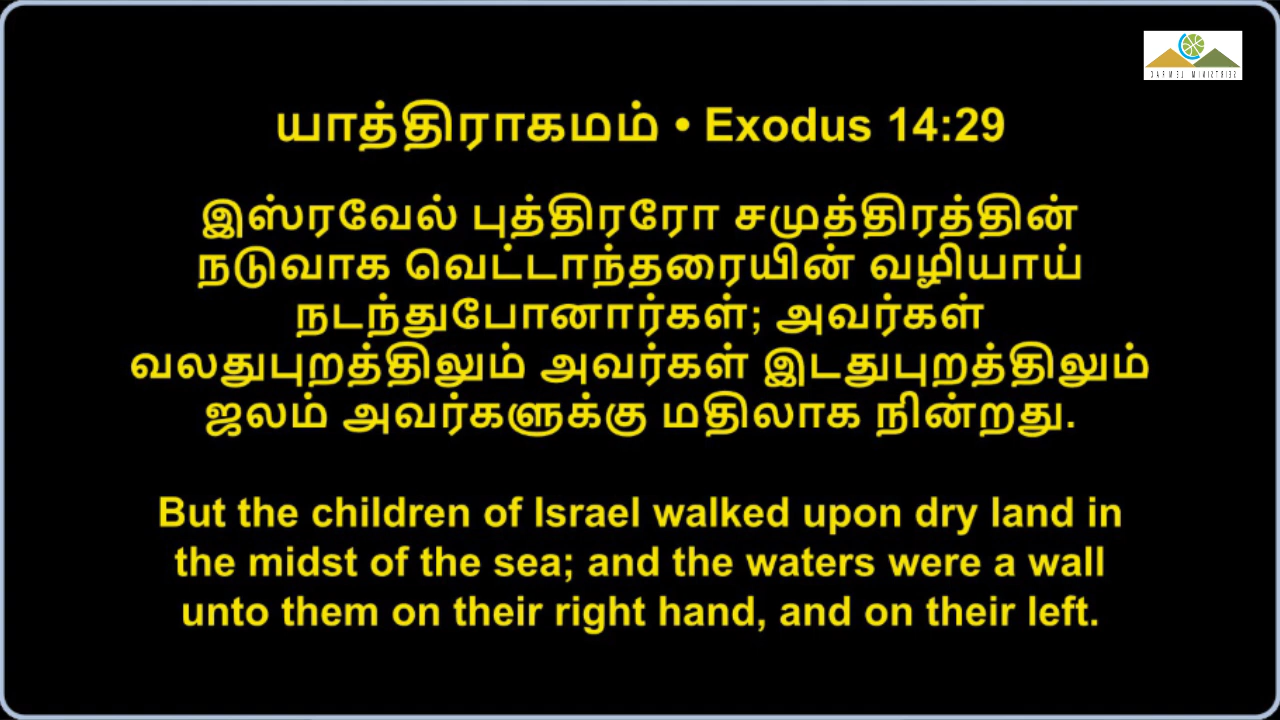 CARMEL MINISTRIES
யாத்திராகமம் • Exodus 14:29
இஸ்ரவேல் புத்திரரோ சமுத்திரத்தின்
நடுவாக வெட்டாந்தரையின் வழியாய்
நடந்துபோனார்கள்; அவர்கள்
வலதுபுறத்திலும் அவர்கள் இடதுபுறத்திலும்
ஜலம் அவர்களுக்கு மதிலாக நின்றது.
But the children of Israel walked upon dry land in
the midst of the sea; and the waters were a wall
unto them on their right hand, and on their left.